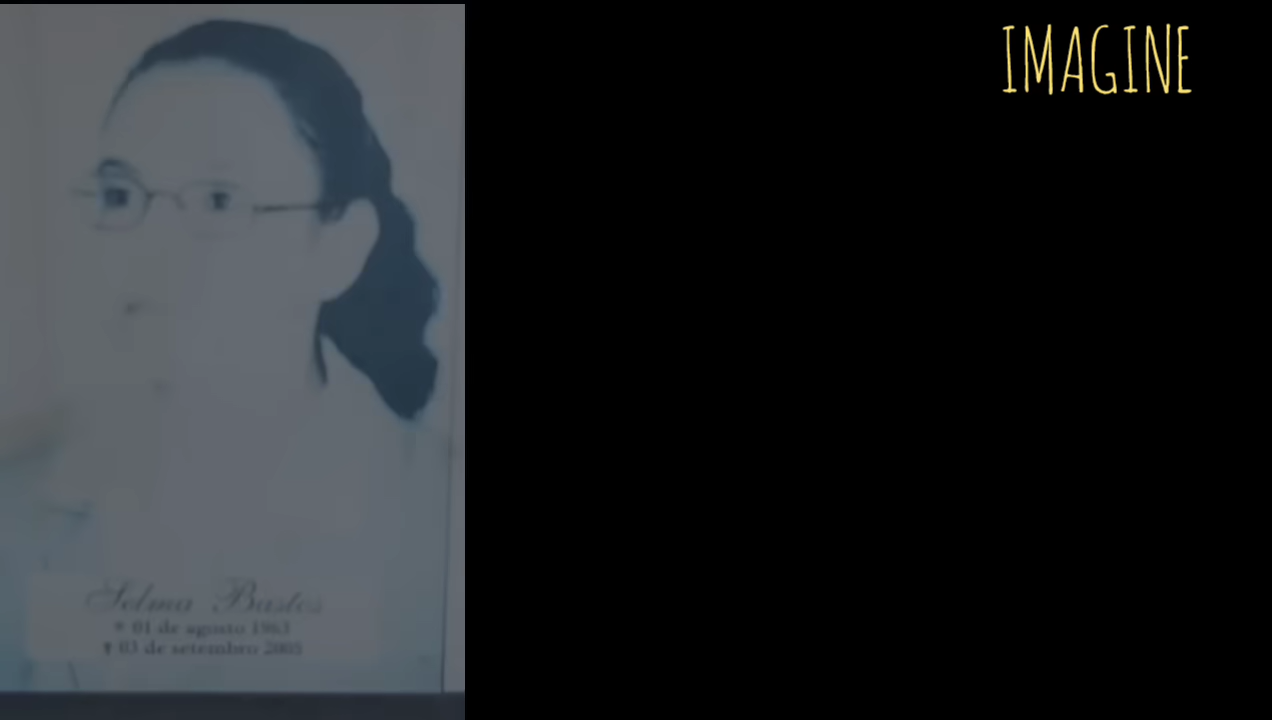 IMAGINE
Selma Bastos
* 01 de agosto 1963
✝ 03 de setembro 2005